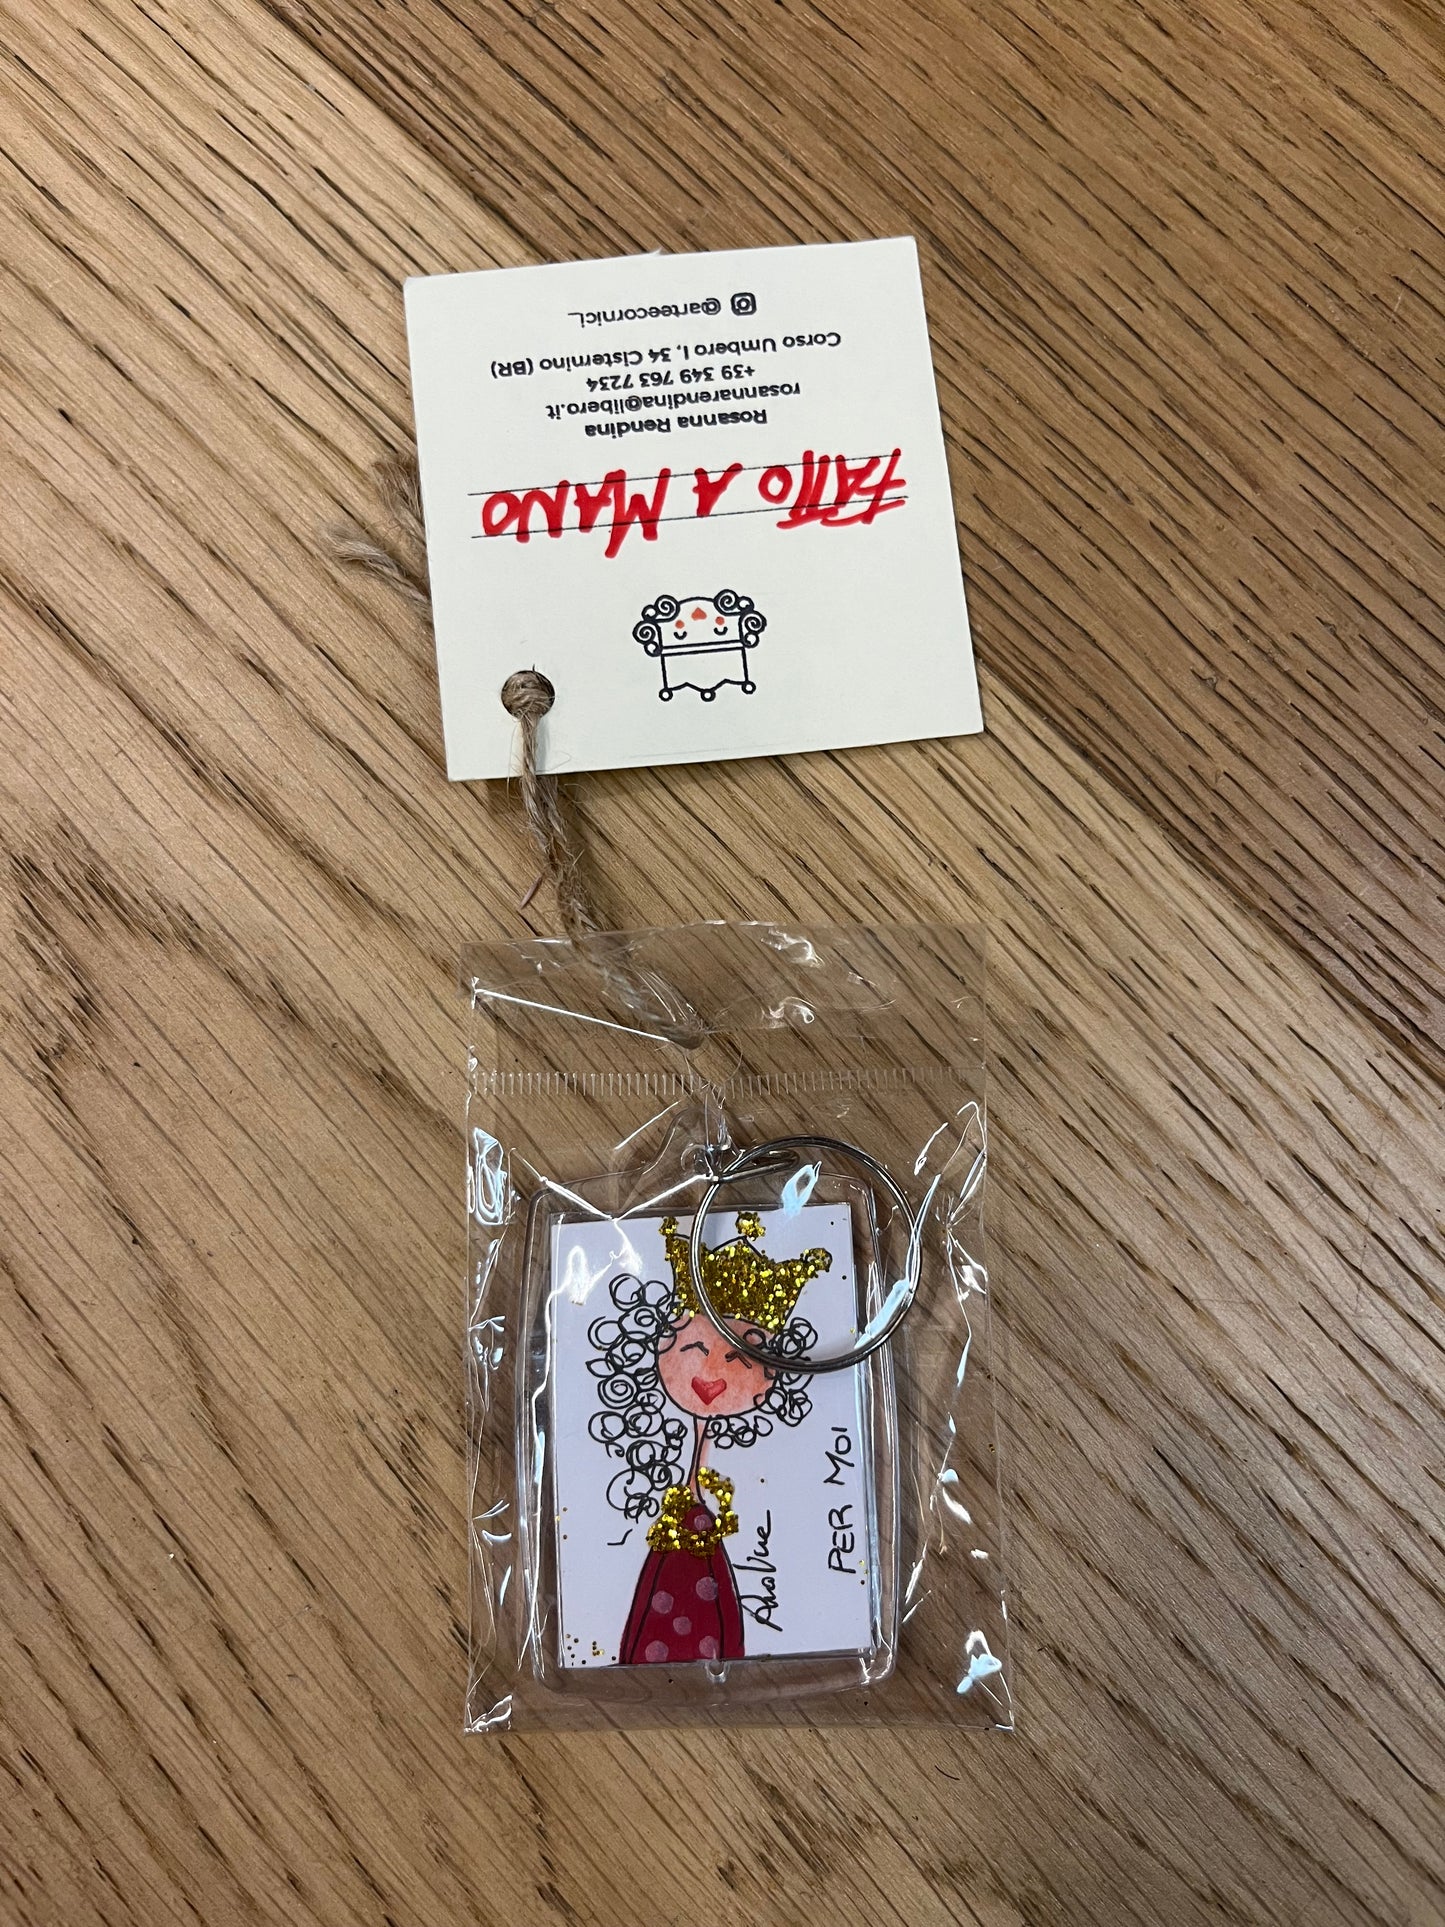 FATTO A MANO
Rosanna Rendina
rosannarendina@libero.it
+39 349 763 7234
Corso Umbero I, 34 Cisternino (BR)
@arteecornici_
PER MOI